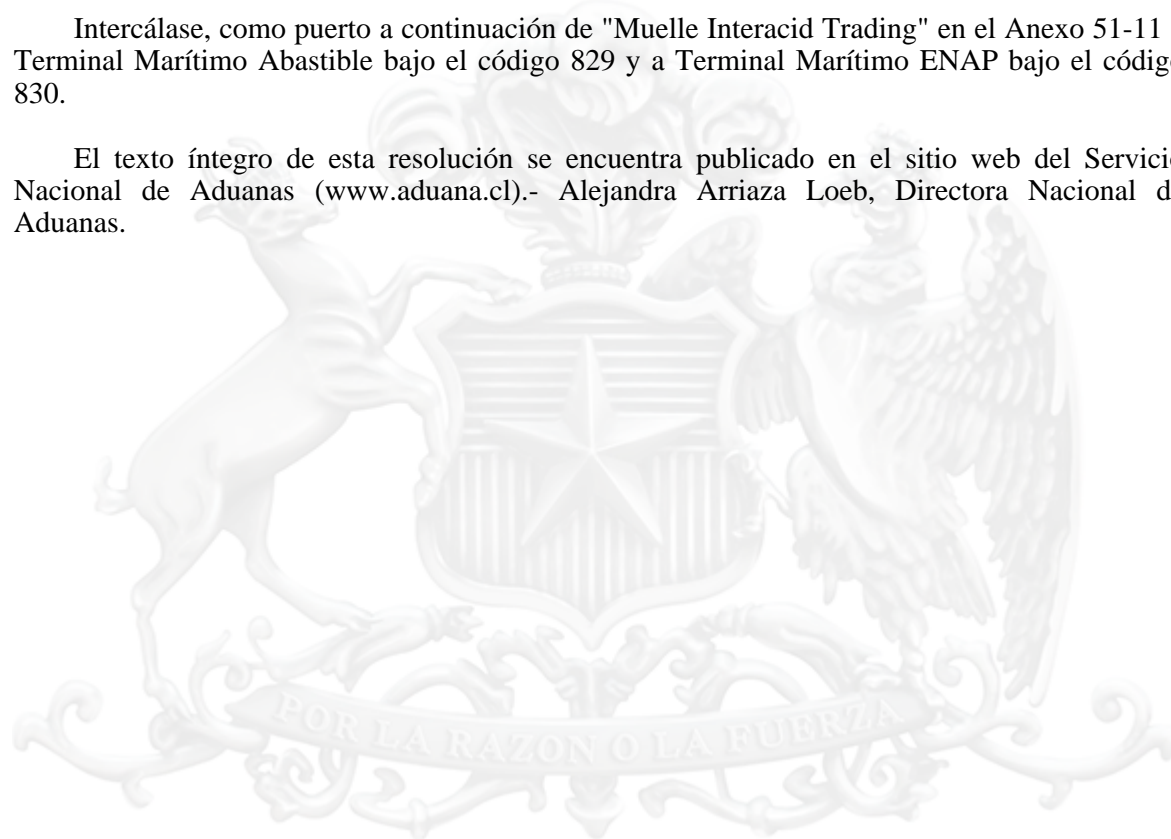 Intercálase, como puerto a continuación de "Muelle Interacid Trading" en el Anexo 51-11
Terminal Marítimo Abastible bajo el código 829 y a Terminal Marítimo ENAP bajo el códig
830.
El texto íntegro de esta resolución se encuentra publicado en el sitio web del Servici
Nacional de Aduanas (www.aduana.cl).- Alejandra Arriaza Loeb, Directora Nacional d
Aduanas.
POR LA RAZON O LA FUERZA